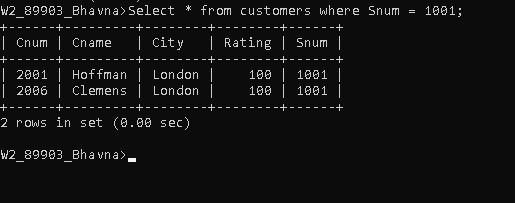 W2_89903_Bhavna>Select * from customers where Snum = 1001;
+------+---------+--------+--------+------+
| Cnum | Cname   | City   | Rating | Snum |
+------+---------+--------+--------+------+
| 2001 | Hoffman | London |    100 | 1001 |
| 2006 | Clemens | London |    100 | 1001 |
+------+---------+--------+--------+------+
2 rows in set (0.00 sec)
W2_89903_Bhavna>